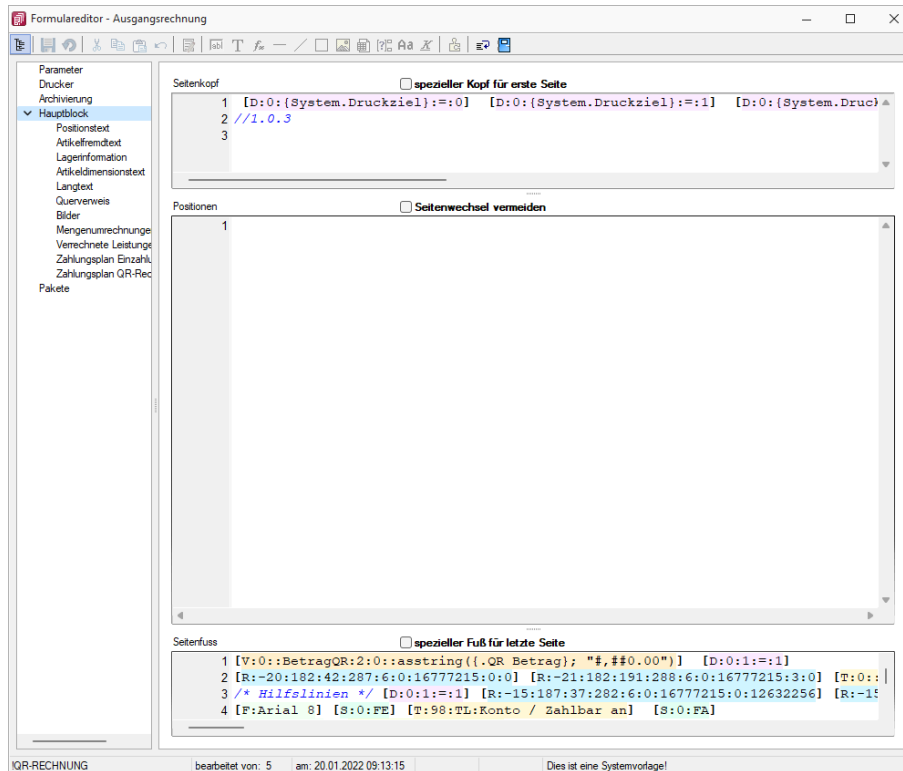 Formulareditor - Ausgangsrechnung
Parameter
Drucker
Archivierung
Hauptblock
Positionstext
Artikelfremdtext
Lagerinformation
Artikeldimensionstext
Langtext
Querverweis
Bilder
Mengenumrechnunge
Verrechnete Leistunge
Zahlungsplan Einzahlu
Zahlungsplan QR-Rec
Pakete
Seitenkopf
spezieller Kopf für erste Seite
1 [D:0:{System.Druckziel}:=:0] [D:0:{System.Druckziel}:=:1] [D:0:{System.Druck
2 //1.0.3
3
Positionen
Seitenwechsel vermeiden
1
Seitenfuss
spezieller Fuß für letzte Seite
1 [V:0::BetragQR:2:0::asstring({.QR Betrag}; "#,##0.00")] [D:0:1:=:1]
2 [R:-20:182:42:287:6:0:16777215:0:0] [R:-21:182:191:288:6:0:16777215:3:0] [T:0::
3 /* Hilfslinien */ [D:0:1:=:1] [R:-15:187:37:282:6:0:16777215:0:12632256] [R:-15
4 [F:Arial 8] [S:0:FE] [T:98:TL:Konto / Zahlbar an] [S:0:FA]
!QR-RECHNUNG bearbeitet von: 5 am: 20.01.2022 09:13:15 Dies ist eine Systemvorlage!